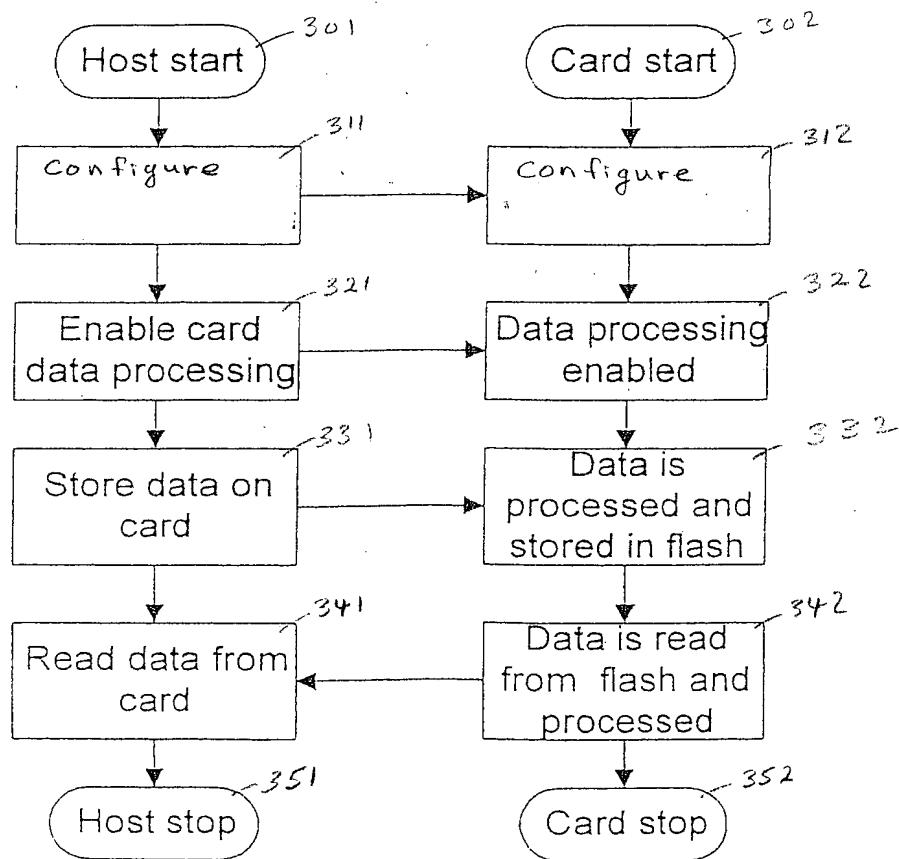 301
302
Host start
Card start
311
312
Configure
Configure
321
322
Enable card
data processing
Data processing
enabled
331
332
Store data on
card
Data is
processed and
stored in flash
341
342
Read data from
card
Data is read
from flash and
processed
351
352
Host stop
Card stop